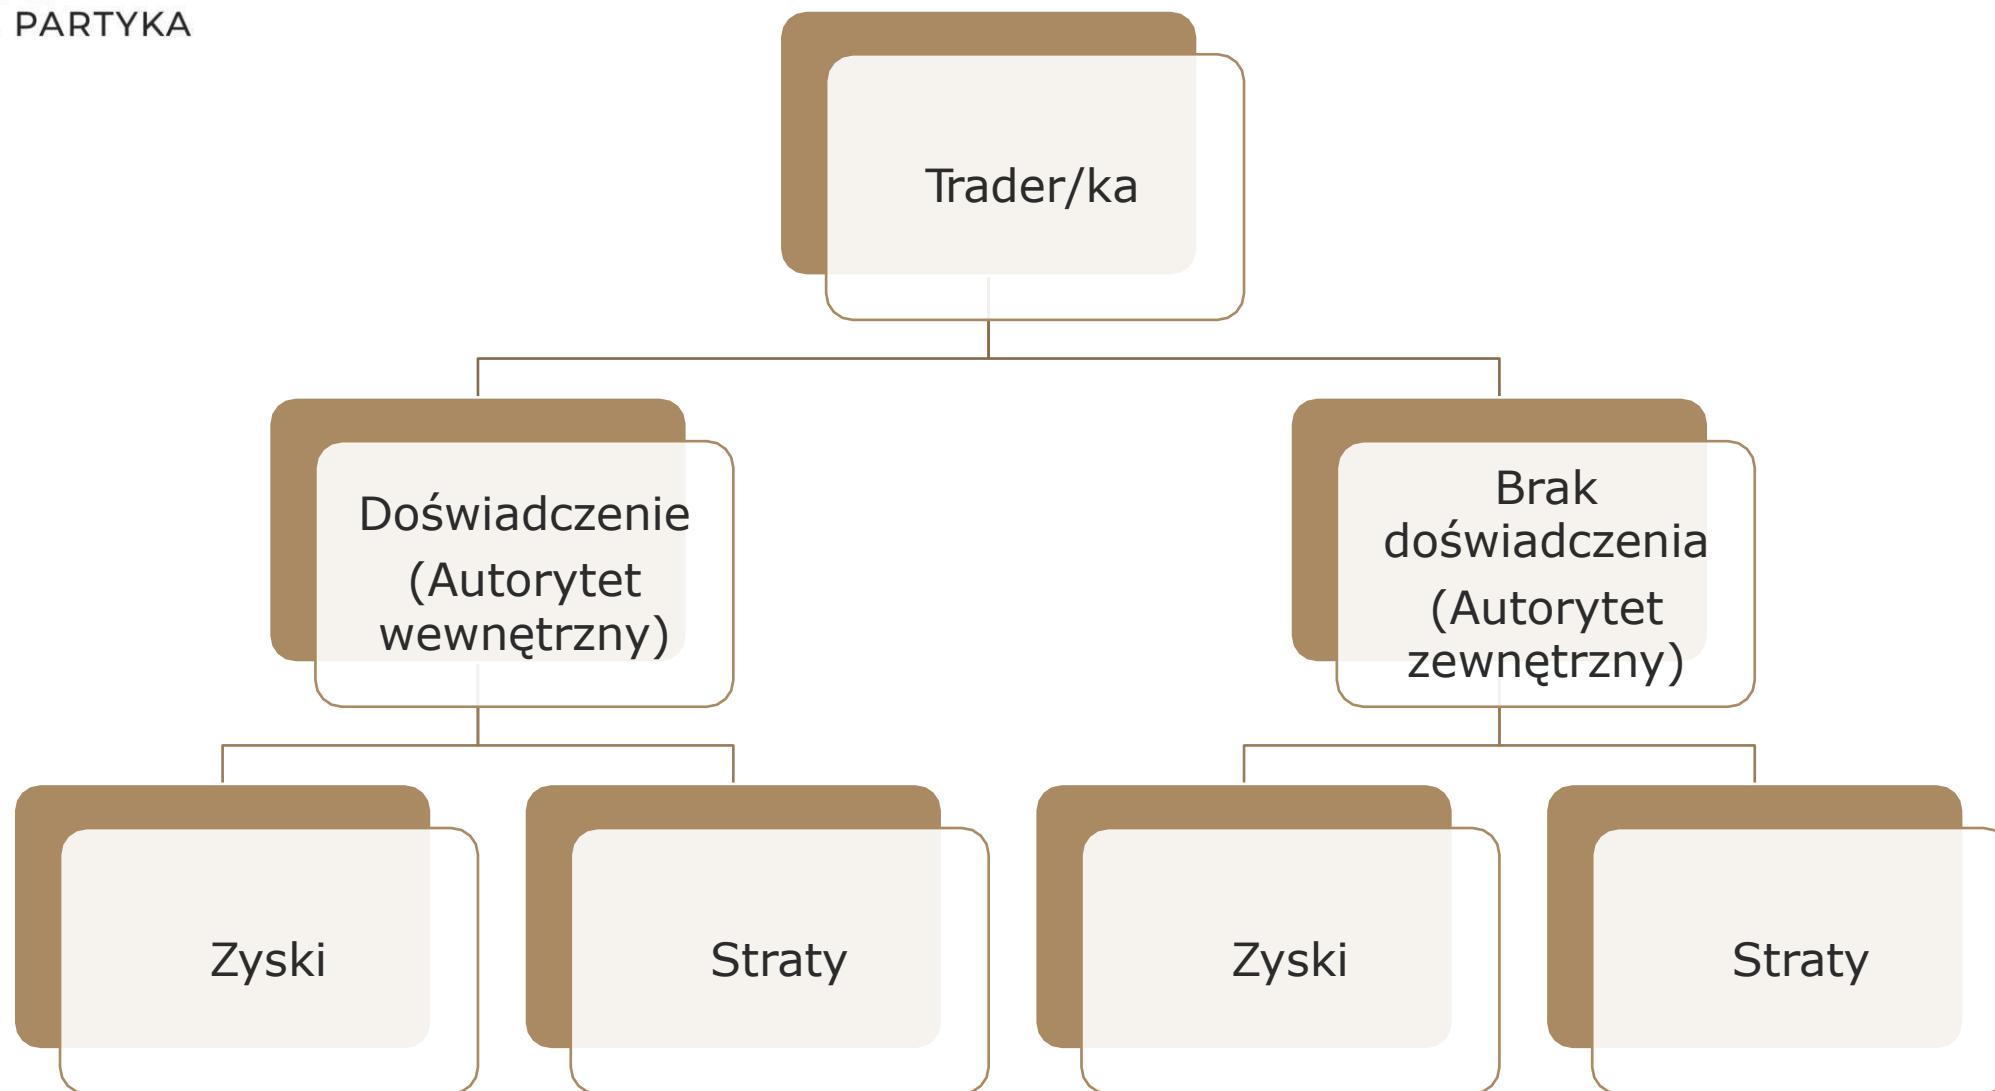 PARTYKA
Trader/ka
Doświadczenie
(Autorytet
wewnętrzny)
Brak
doświadczenia
(Autorytet
zewnętrzny)
Zyski
Straty
Zyski
Straty